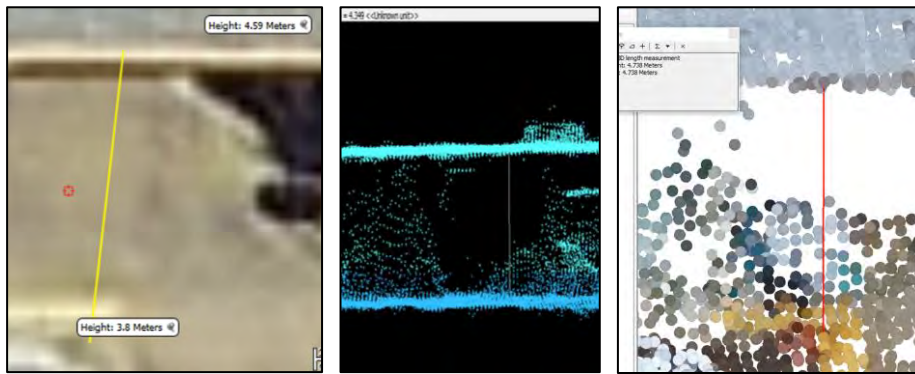 Height: 4.59 Meters
Height: 3.8 Meters
4.349 <<Unknown unit>>
D length measurement
nt: 4.738 Meters
: 4.738 Meters